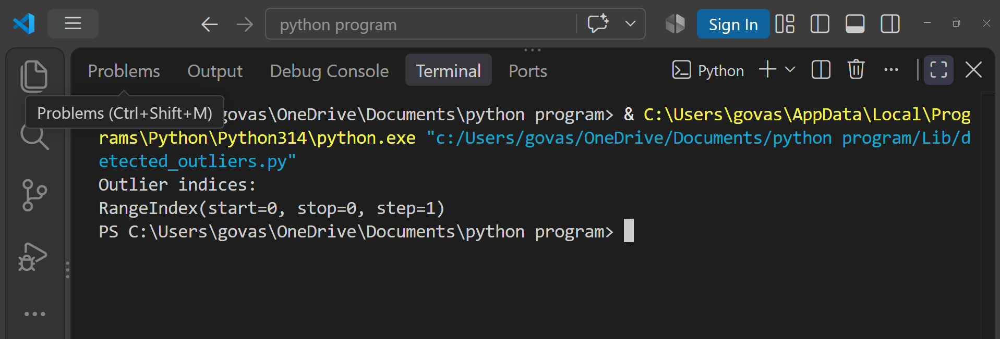 python program
Sign In
Problems Output Debug Console Terminal Ports Python
Problems (Ctrl+Shift+M)
govas\OneDrive\Documents\python program> & C:\Users\govas\AppData\Local\Prog
rams\Python\Python314\python.exe "c:/Users/govas/OneDrive/Documents/python program/Lib/d
etected_outliers.py"
Outlier indices:
RangeIndex(start=0, stop=0, step=1)
PS C:\Users\govas\OneDrive\Documents\python program>